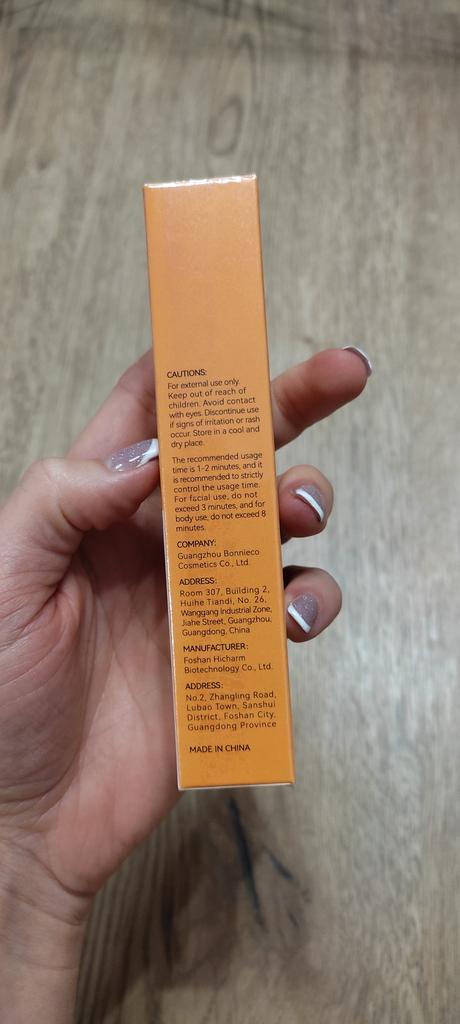 CAUTIONS:
For external use only.
Keep out of reach of
children. Avoid contact
with eyes. Discontinue use
if signs of irritation or rash
occur. Store in a cool and
dry place.
The recommended usage
time is 1-2 minutes, and it
is recommended to strictly
control the usage time.
For facial use, do not
exceed 3 minutes, and for
body use, do not exceed 8
minutes.
COMPANY:
Guangzhou Bonnieco
Cosmetics Co., Ltd.
ADDRESS:
Room 307, Building 2,
Huihe Tiandi, No. 26,
Wanggang Industrial Zone,
Jiahe Street, Guangzhou,
Guangdong, China
MANUFACTURER:
Foshan Hicharm
Biotechnology Co., Ltd.
ADDRESS:
No.2, Zhangling Road,
Lubao Town, Sanshui
District, Foshan City,
Guangdong Province
MADE IN CHINA